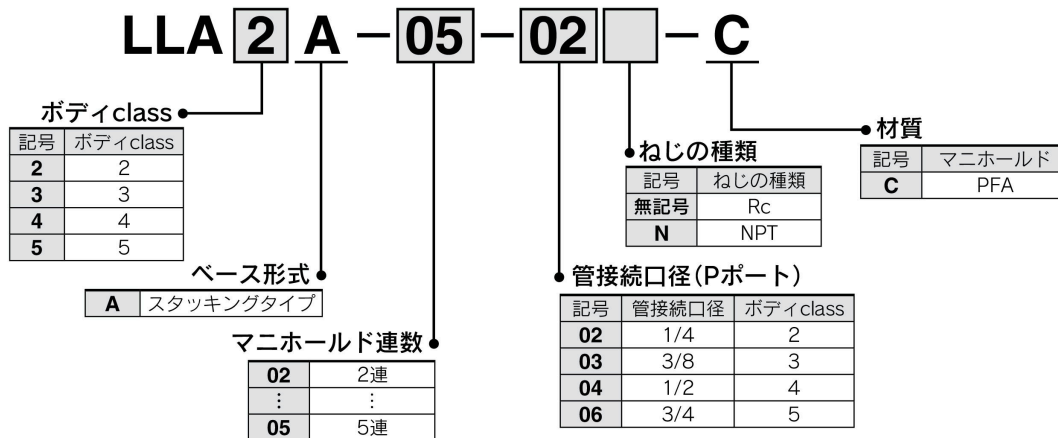 LLA 2 A － 05 － 02 － C
ボディclass
記号 ボディclass
2 2
3 3
4 4
5 5
ベース形式
A スタッキングタイプ
マニホールド連数
02 2連
⋮ ⋮
05 5連
ねじの種類
記号 ねじの種類
無記号 Rc
N NPT
管接続口径(Pポート)
記号 管接続口径 ボディclass
02 1/4 2
03 3/8 3
04 1/2 4
06 3/4 5
材質
記号 マニホールド
C PFA